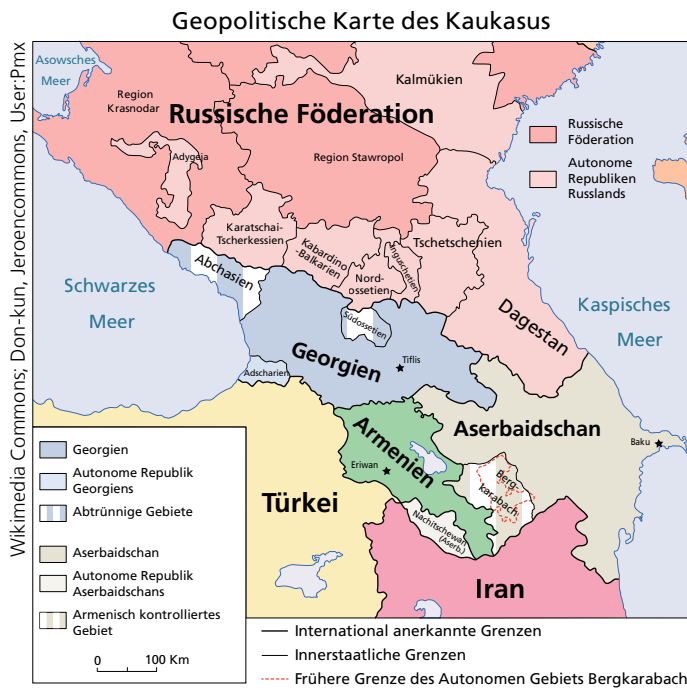 Geopolitische Karte des Kaukasus
Wikimedia Commons; Don-kun, Jeroencommons, User:Pmx
Asowsches
Meer
Region
Krasnodar
Kalmükien
Russische Föderation
Adygeja
Region Stawropol
Russische
Föderation
Autonome
Republiken
Russlands
Karatschai-
Tscherkessien
Kabardino
-Balkarien
Inguschetien
Tschetschenien
Nord-
ossetien
Abchasien
Schwarzes
Meer
Südossetien
Dagestan
Kaspisches
Meer
Georgien
Tiflis
Adscharien
Armenien
Aserbaidschan
Baku
Eriwan
Berg-
karabach
Türkei
Nachitschewan
(Aserb.)
Iran
Georgien
Autonome Republik
Georgiens
Abtrünnige Gebiete
Aserbaidschan
Autonome Republik
Aserbaidschans
Armenisch kontrolliertes
Gebiet
0 100 Km
International anerkannte Grenzen
Innerstaatliche Grenzen
Frühere Grenze des Autonomen Gebiets Bergkarabach